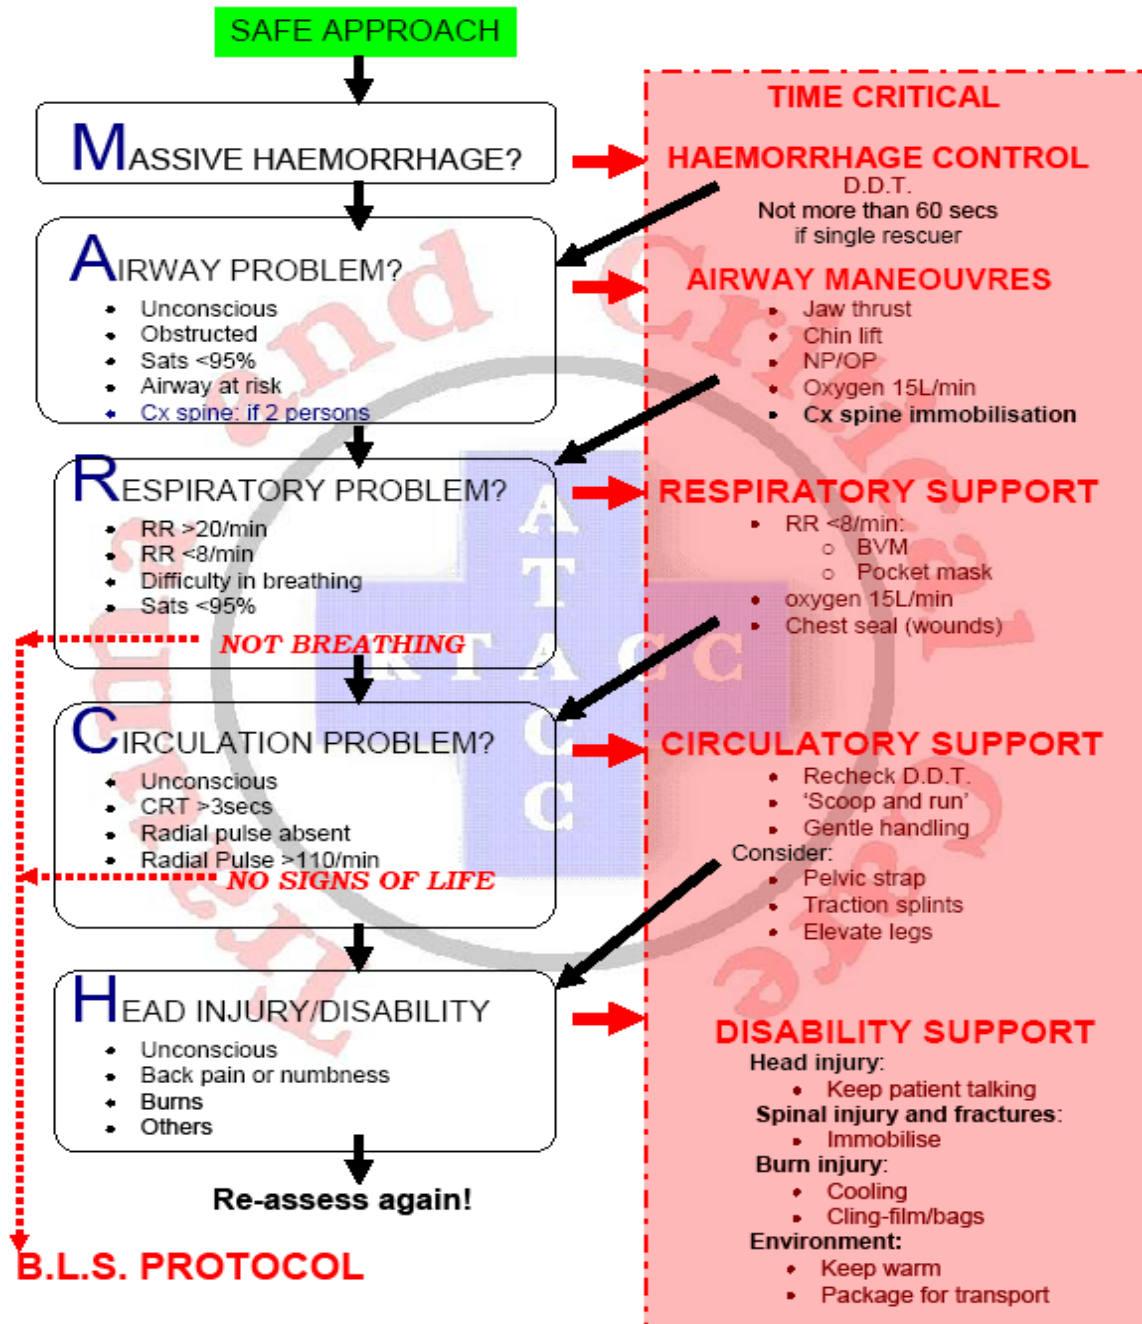 SAFE APPROACH
MASSIVE HAEMORRHAGE?
AIRWAY PROBLEM?
• Unconscious
• Obstructed
• Sats <95%
• Airway at risk
• Cx spine: if 2 persons
RESPIRATORY PROBLEM?
• RR >20/min
• RR <8/min
• Difficulty in breathing
• Sats <95%
NOT BREATHING
CIRCULATION PROBLEM?
• Unconscious
• CRT >3secs
• Radial pulse absent
• Radial Pulse >110/min
NO SIGNS OF LIFE
HEAD INJURY/DISABILITY
• Unconscious
• Back pain or numbness
• Burns
• Others
Re-assess again!
B.L.S. PROTOCOL
TIME CRITICAL
HAEMORRHAGE CONTROL
D.D.T.
Not more than 60 secs
if single rescuer
AIRWAY MANEOUVRES
• Jaw thrust
• Chin lift
• NP/OP
• Oxygen 15L/min
• Cx spine immobilisation
RESPIRATORY SUPPORT
• RR <8/min:
o BVM
o Pocket mask
• oxygen 15L/min
• Chest seal (wounds)
CIRCULATORY SUPPORT
• Recheck D.D.T.
• ‘Scoop and run’
• Gentle handling
Consider:
• Pelvic strap
• Traction splints
• Elevate legs
DISABILITY SUPPORT
Head injury:
• Keep patient talking
Spinal injury and fractures:
• Immobilise
Burn injury:
• Cooling
• Cling-film/bags
Environment:
• Keep warm
• Package for transport
Trauma and Critical Care
ATACC
KTACC